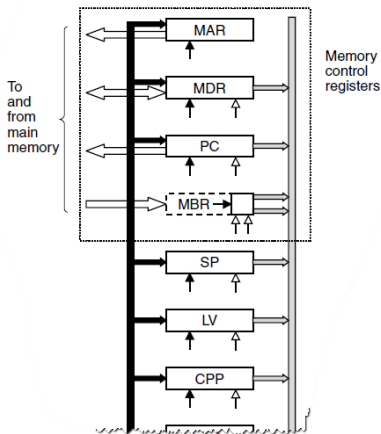 MAR
To
and
from
main
memory
Memory
control
registers
MDR
PC
MBR
SP
LV
CPP